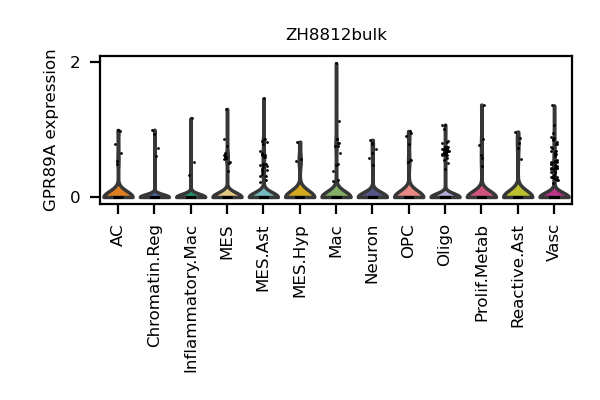 ZH8812bulk
GPR89A expression
2
0
AC
Chromatin.Reg
Inflammatory.Mac
MES
MES.Ast
MES.Hyp
Mac
Neuron
OPC
Oligo
Prolif.Metab
Reactive.Ast
Vasc